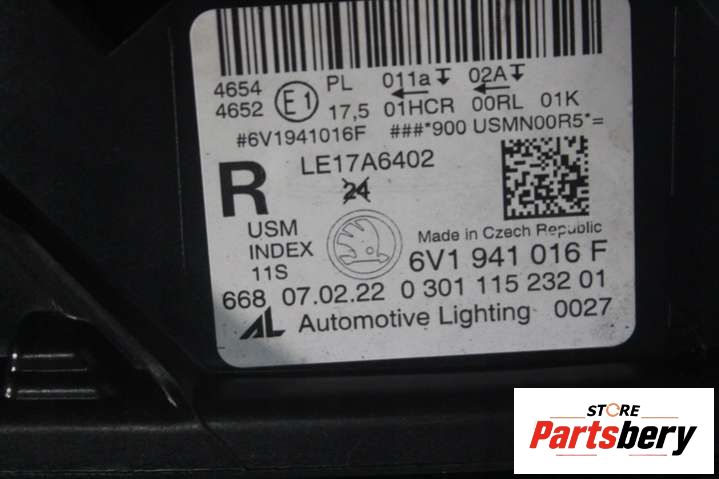 4654 E1 PL 011a 02A
4652 17,5 01HCR 00RL 01K
#6V1941016F ###*900 USMN00R5*=
R LE17A6402
24
USM
INDEX
11S
Made in Czech Republic
6V1 941 016 F
668 07.02.22 0 301 115 232 01
AL Automotive Lighting 0027
STORE
Partsbery